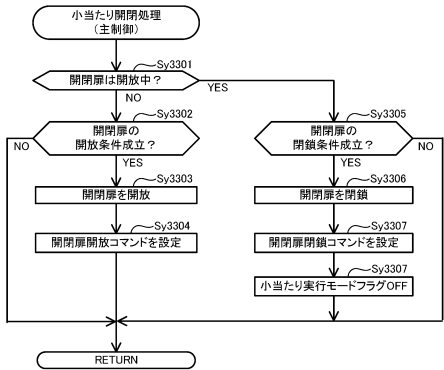 小当たり開閉処理
（主制御）
Sy3301
開閉扉は開放中？
YES
NO
Sy3302
開閉扉の
開放条件成立？
NO
YES
Sy3303
開閉扉を開放
Sy3304
開閉扉開放コマンドを設定
Sy3305
開閉扉の
閉鎖条件成立？
NO
YES
Sy3306
開閉扉を閉鎖
Sy3307
開閉扉閉鎖コマンドを設定
Sy3307
小当たり実行モードフラグOFF
RETURN